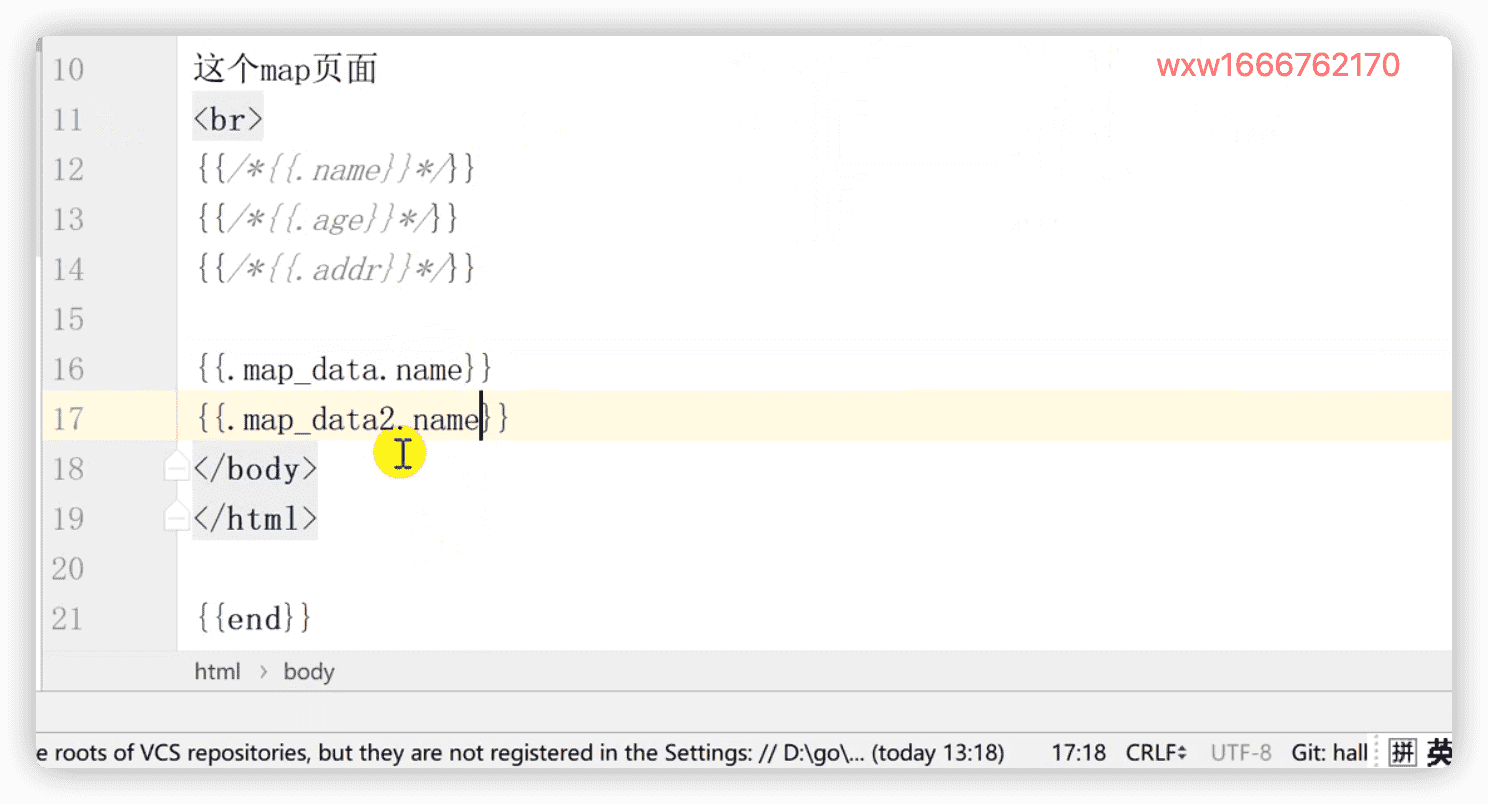 wxw1666762170
10 这个map页面
11 <br>
12 {{/*{{.name}}*/}}
13 {{/*{{.age}}*/}}
14 {{/*{{.addr}}*/}}
15
16 {{.map_data.name}}
17 {{.map_data2.name}}
18 </body>
19 </html>
20
21 {{end}}
html › body
e roots of VCS repositories, but they are not registered in the Settings: // D:\go\... (today 13:18) 17:18 CRLF UTF-8 Git: hall 拼 英